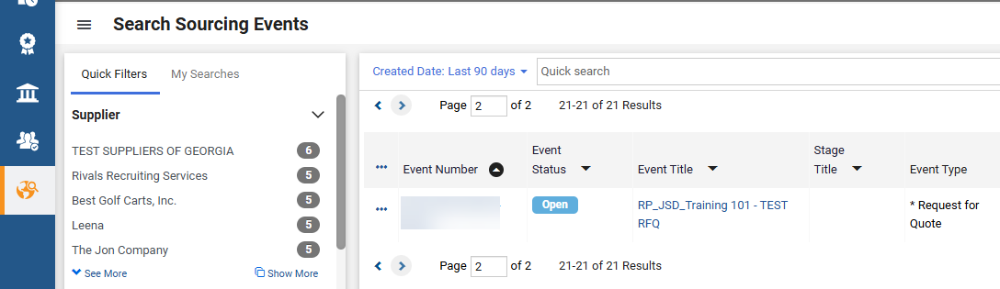 Search Sourcing Events
Quick Filters My Searches
Supplier
TEST SUPPLIERS OF GEORGIA 6
Rivals Recruiting Services 5
Best Golf Carts, Inc. 5
Leena 5
The Jon Company 5
See More Show More
Created Date: Last 90 days Quick search
Page 2 of 2 21-21 of 21 Results
Event Number
Event
Status
Event Title
Stage
Title
Event Type
Open
RP_JSD_Training 101 - TEST
RFQ
* Request for
Quote
Page 2 of 2 21-21 of 21 Results